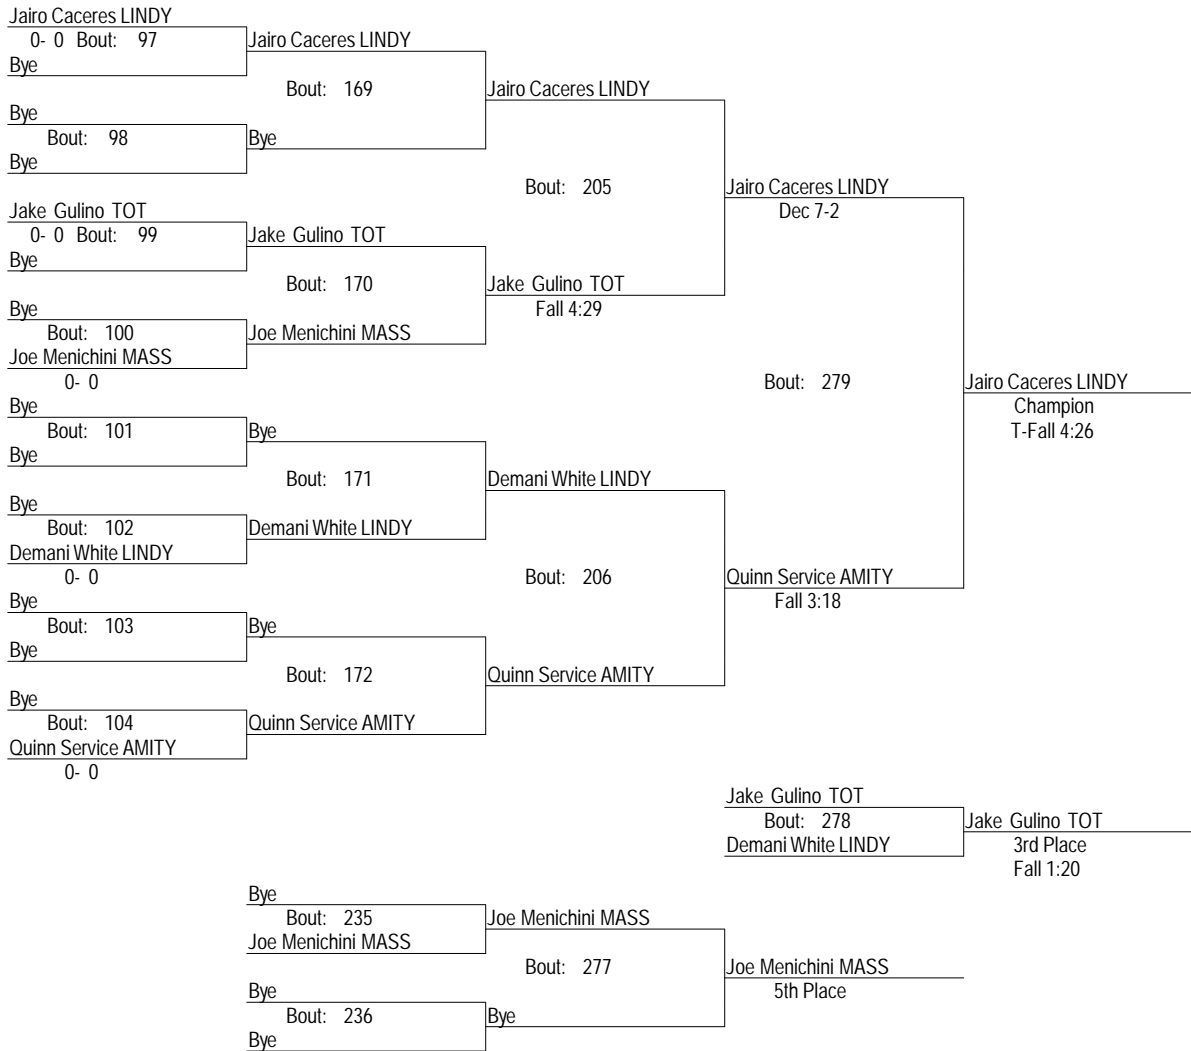 Jairo Caceres LINDY
0- 0 Bout: 97
Jairo Caceres LINDY
Bye
Bout: 169
Jairo Caceres LINDY
Bye
Bout: 98
Bye
Bye
Bout: 205
Jairo Caceres LINDY
Dec 7-2
Jake Gulino TOT
0- 0 Bout: 99
Jake Gulino TOT
Bye
Bout: 170
Jake Gulino TOT
Fall 4:29
Bye
Bout: 100
Joe Menichini MASS
Joe Menichini MASS
0- 0
Bout: 279
Jairo Caceres LINDY
Champion
T-Fall 4:26
Bye
Bout: 101
Bye
Bye
Bout: 171
Demani White LINDY
Bye
Bout: 102
Demani White LINDY
Demani White LINDY
0- 0
Bout: 206
Quinn Service AMITY
Fall 3:18
Bye
Bout: 103
Bye
Bye
Bout: 172
Quinn Service AMITY
Bye
Bout: 104
Quinn Service AMITY
Quinn Service AMITY
0- 0
Jake Gulino TOT
Bout: 278
Jake Gulino TOT
Demani White LINDY
3rd Place
Fall 1:20
Bye
Bout: 235
Joe Menichini MASS
Joe Menichini MASS
Bout: 277
Joe Menichini MASS
5th Place
Bye
Bout: 236
Bye
Bye